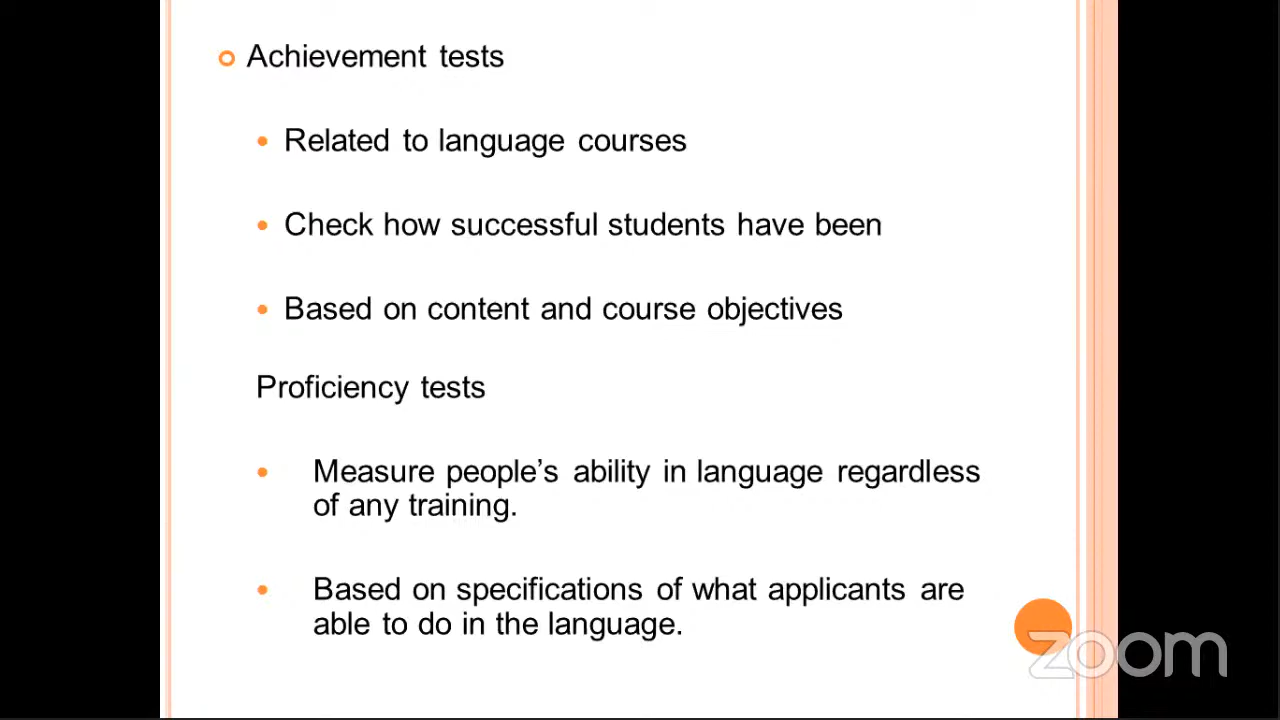 Achievement tests
Related to language courses
Check how successful students have been
Based on content and course objectives
Proficiency tests
Measure people’s ability in language regardless
of any training.
Based on specifications of what applicants are
able to do in the language.
zoom